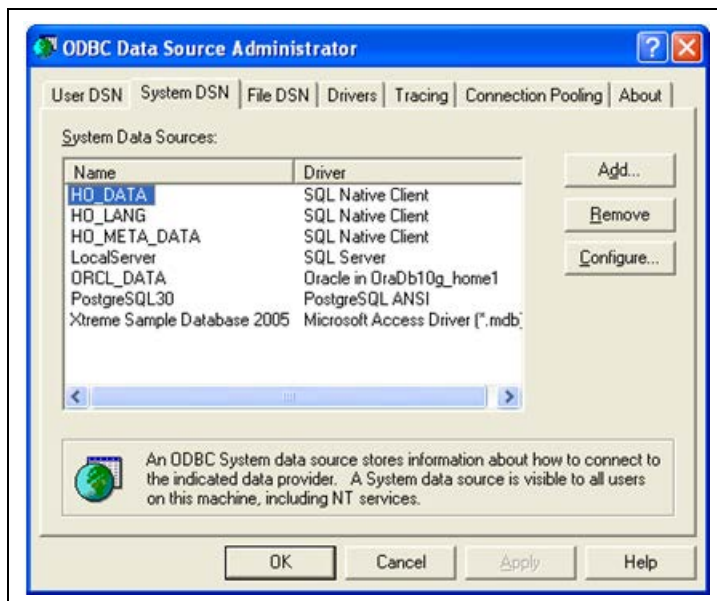 ODBC Data Source Administrator
User DSN System DSN File DSN Drivers Tracing Connection Pooling About
System Data Sources:
Name Driver
HO_DATA SQL Native Client
HO_LANG SQL Native Client
HO_META_DATA SQL Native Client
LocalServer SQL Server
ORCL_DATA Oracle in OraDb10g_home1
PostgreSQL30 PostgreSQL ANSI
Xtreme Sample Database 2005 Microsoft Access Driver (*.mdb)
Add...
Remove
Configure...
An ODBC System data source stores information about how to connect to
the indicated data provider. A System data source is visible to all users
on this machine, including NT services.
OK Cancel Apply Help